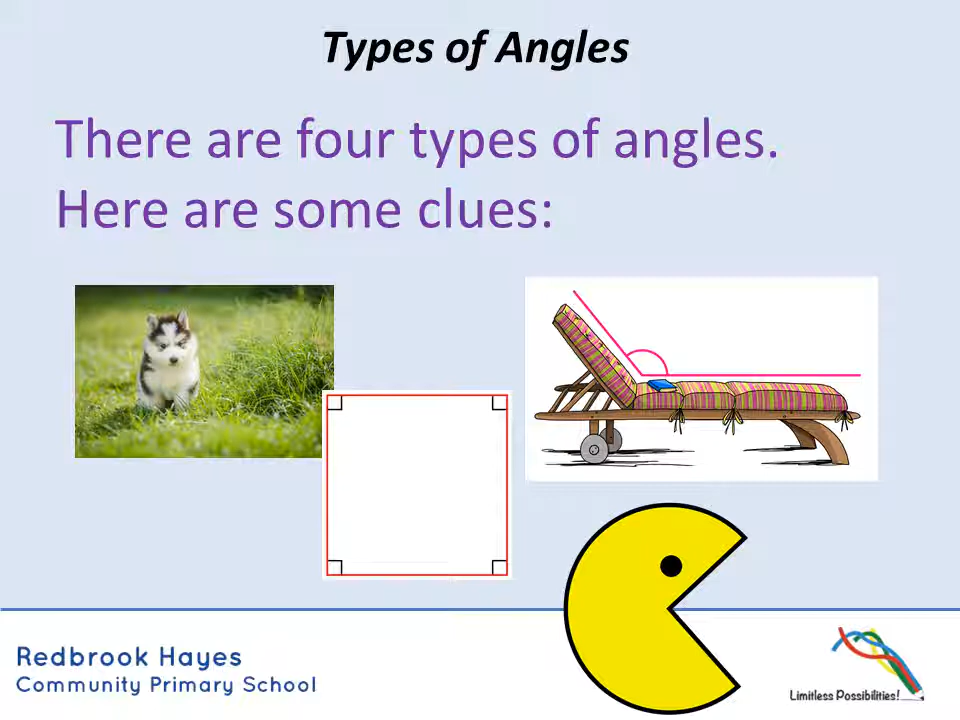 Types of Angles
There are four types of angles.
Here are some clues:
Redbrook Hayes
Community Primary School
Limitless Possibilities!